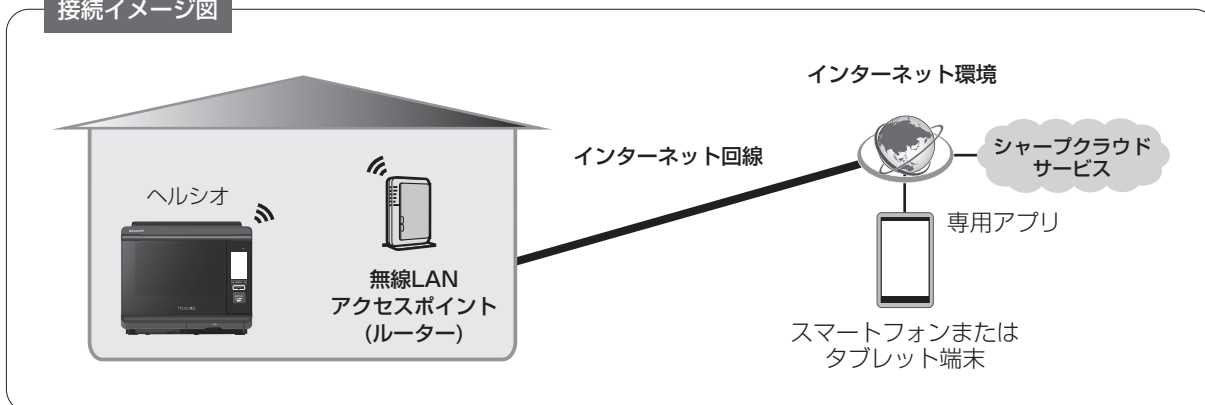 接続イメージ図
インターネット環境
インターネット回線
シャープクラウド
サービス
ヘルシオ
専用アプリ
無線LAN
アクセスポイント
(ルーター)
スマートフォンまたは
タブレット端末